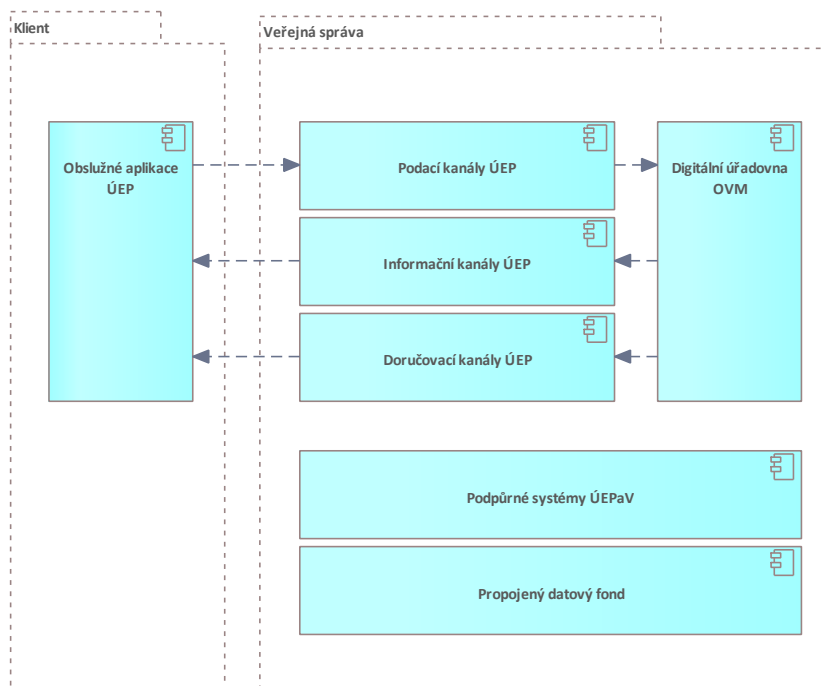 Klient
Veřejná správa
Obslužné aplikace
ÚEP
Podací kanály ÚEP
Digitální úřadovna
OVM
Informační kanály ÚEP
Doručovací kanály ÚEP
Podpůrné systémy ÚEPaV
Propojený datový fond